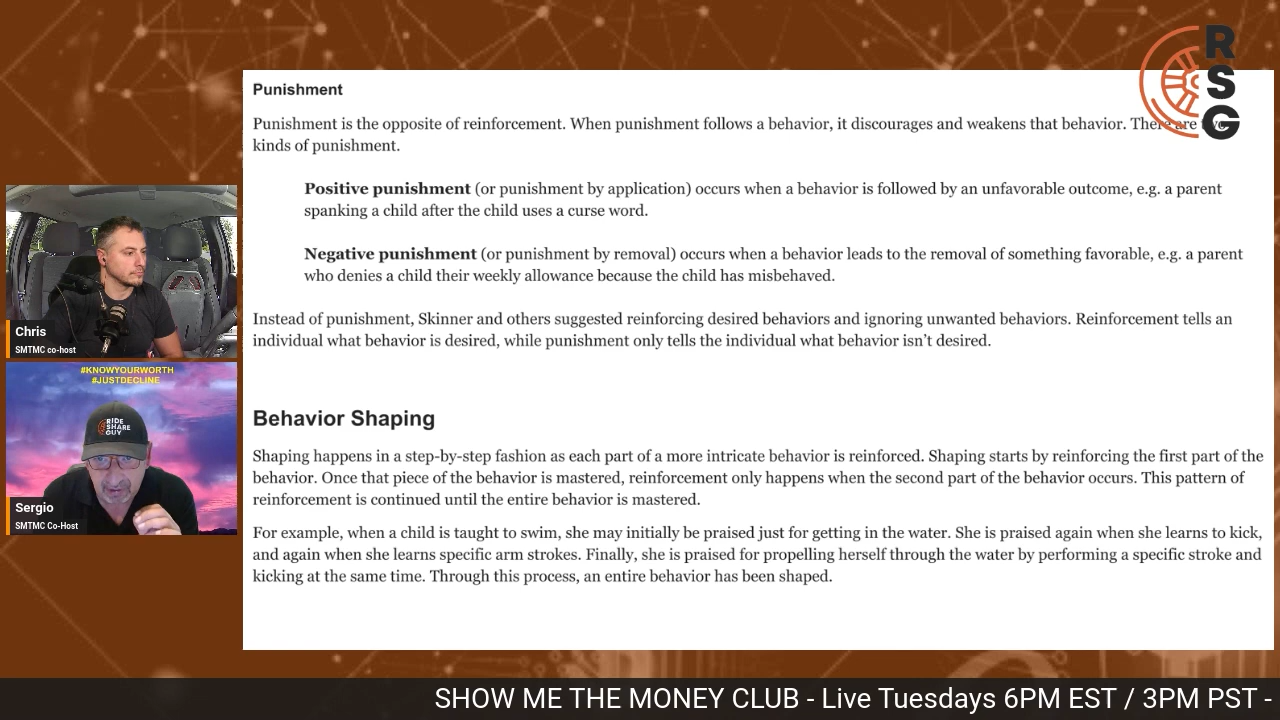 Punishment
Punishment is the opposite of reinforcement. When punishment follows a behavior, it discourages and weakens that behavior. There are two
kinds of punishment.
Positive punishment (or punishment by application) occurs when a behavior is followed by an unfavorable outcome, e.g. a parent
spanking a child after the child uses a curse word.
Negative punishment (or punishment by removal) occurs when a behavior leads to the removal of something favorable, e.g. a parent
who denies a child their weekly allowance because the child has misbehaved.
Instead of punishment, Skinner and others suggested reinforcing desired behaviors and ignoring unwanted behaviors. Reinforcement tells an
individual what behavior is desired, while punishment only tells the individual what behavior isn't desired.
Behavior Shaping
Shaping happens in a step-by-step fashion as each part of a more intricate behavior is reinforced. Shaping starts by reinforcing the first part of the
behavior. Once that piece of the behavior is mastered, reinforcement only happens when the second part of the behavior occurs. This pattern of
reinforcement is continued until the entire behavior is mastered.
For example, when a child is taught to swim, she may initially be praised just for getting in the water. She is praised again when she learns to kick,
and again when she learns specific arm strokes. Finally, she is praised for propelling herself through the water by performing a specific stroke and
kicking at the same time. Through this process, an entire behavior has been shaped.
R
S
G
Chris
SMTMC co-host
#KNOWYOURWORTH
#JUSTDECLINE
RIDE
SHARE
GUY
Sergio
SMTMC Co-Host
SHOW ME THE MONEY CLUB - Live Tuesdays 6PM EST / 3PM PST -